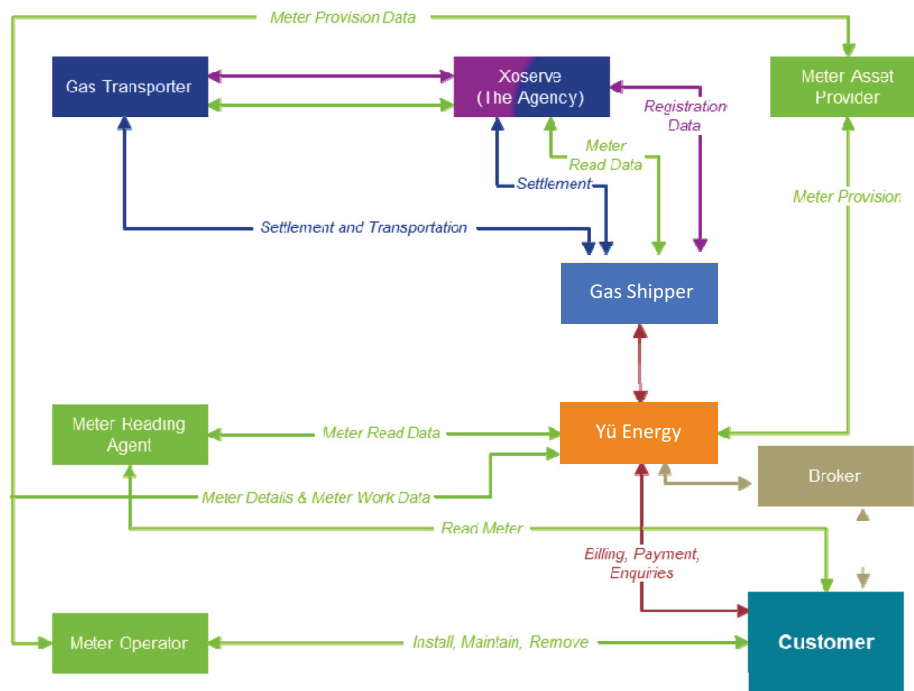 Meter Provision Data
Gas Transporter
Xoserve
(The Agency)
Meter Asset
Provider
Registration
Data
Meter
Read Data
Settlement
Meter Provision
Settlement and Transportation
Gas Shipper
Meter Reading
Agent
Meter Read Data
Yü Energy
Broker
Meter Details & Meter Work Data
Read Meter
Billing, Payment,
Enquiries
Meter Operator
Install, Maintain, Remove
Customer